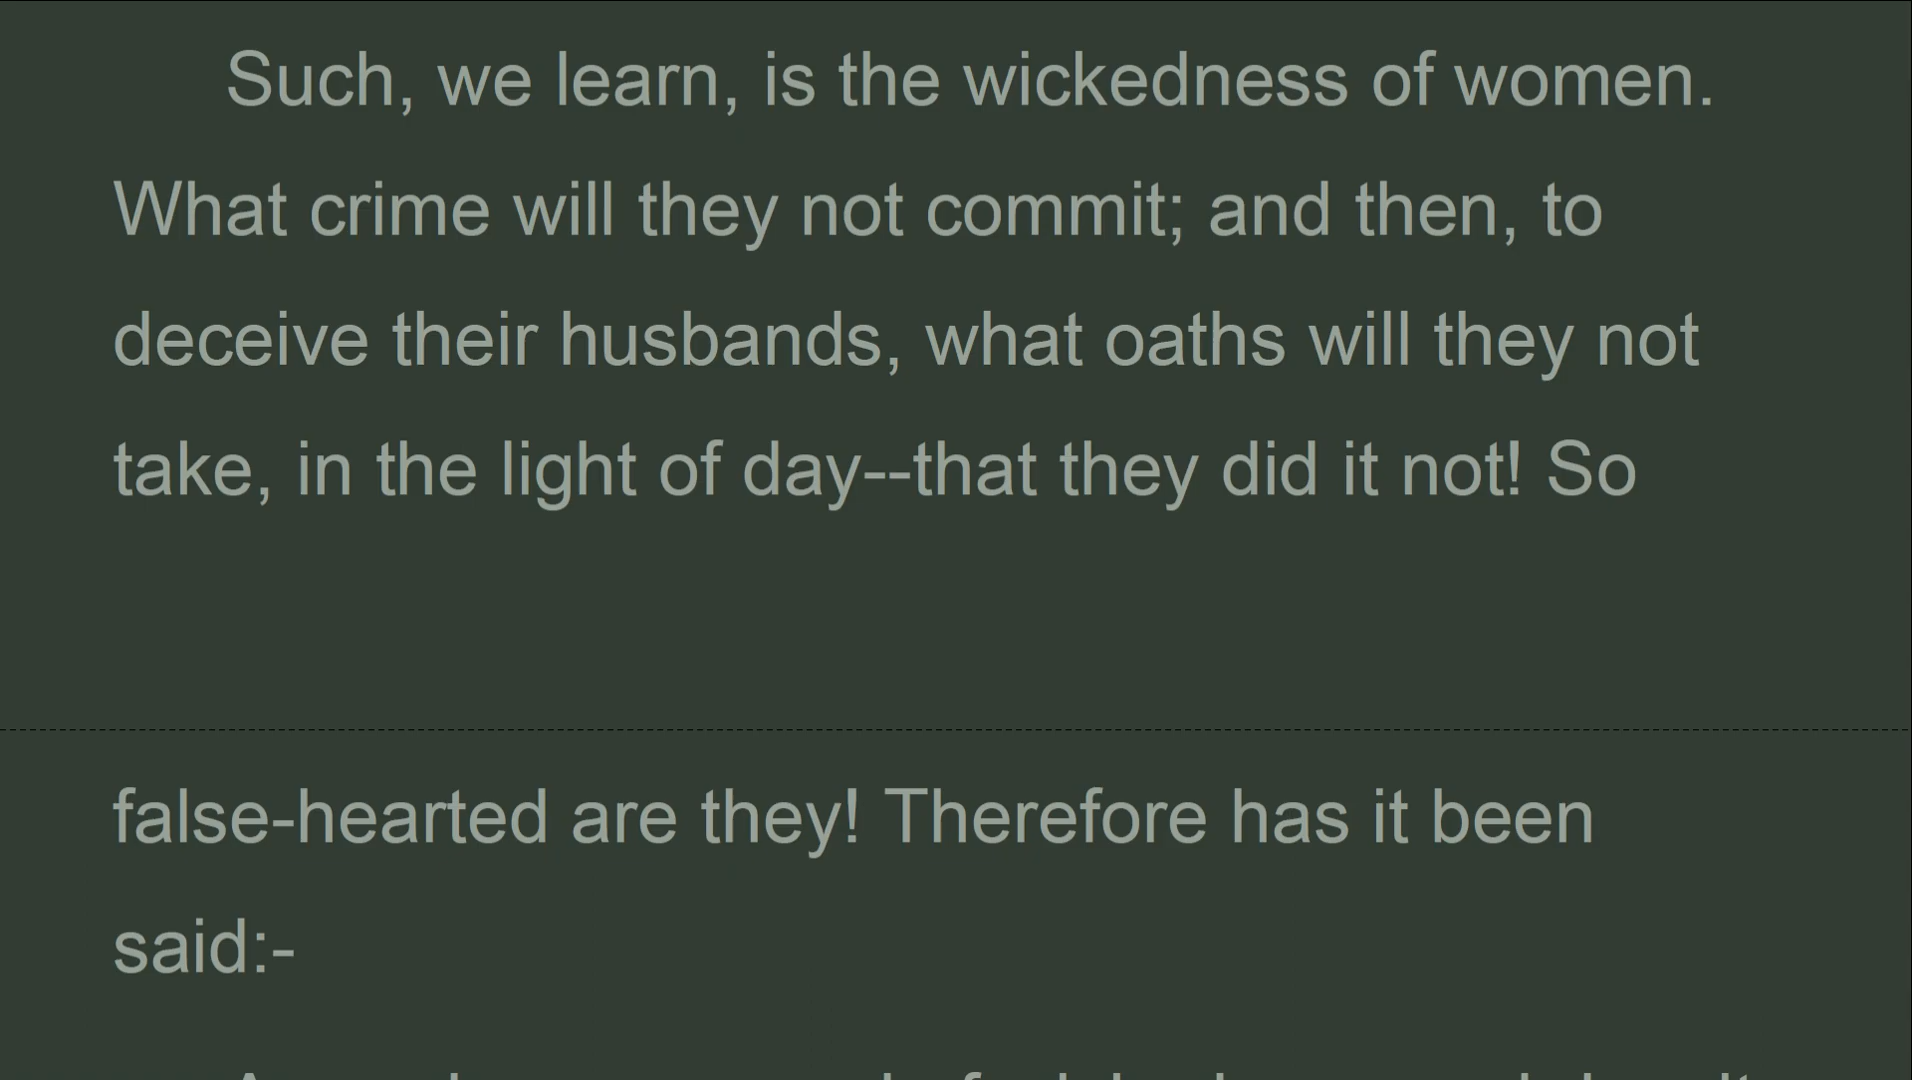 Such, we learn, is the wickedness of women.
What crime will they not commit; and then, to
deceive their husbands, what oaths will they not
take, in the light of day--that they did it not! So
false-hearted are they! Therefore has it been
said:-